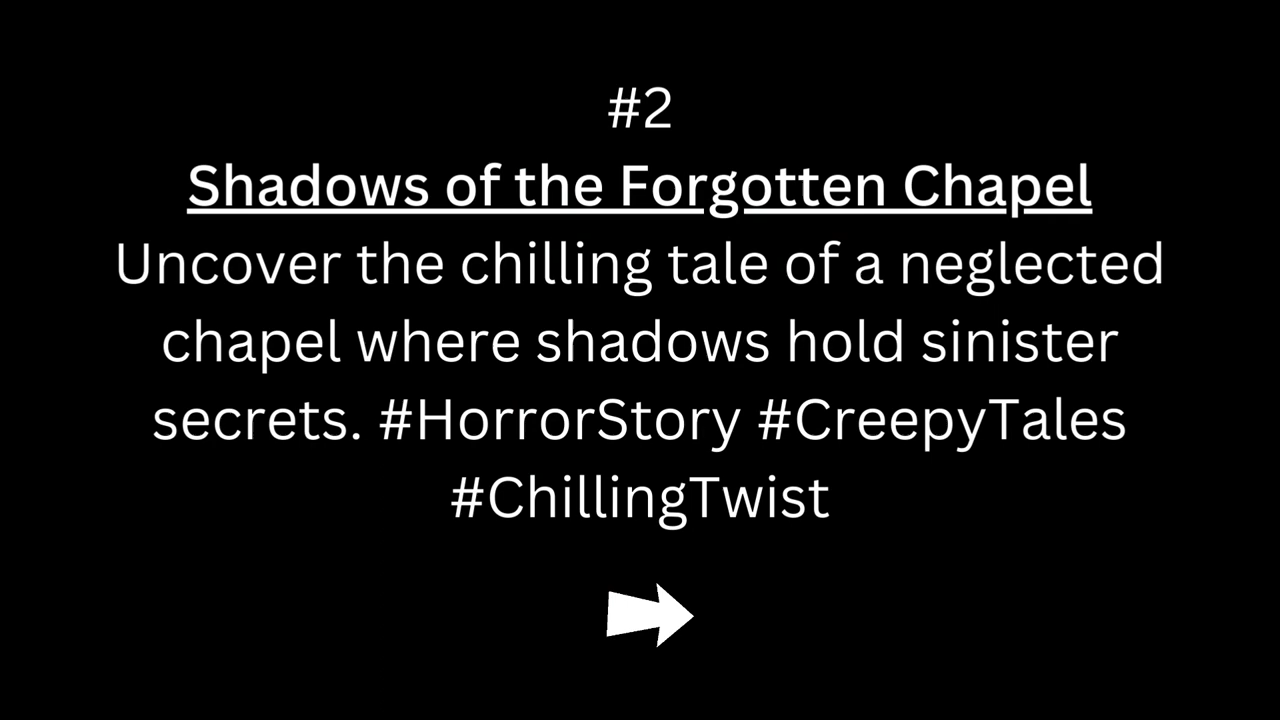 #2
Shadows of the Forgotten Chapel
Uncover the chilling tale of a neglected
chapel where shadows hold sinister
secrets. #HorrorStory #CreepyTales
#ChillingTwist